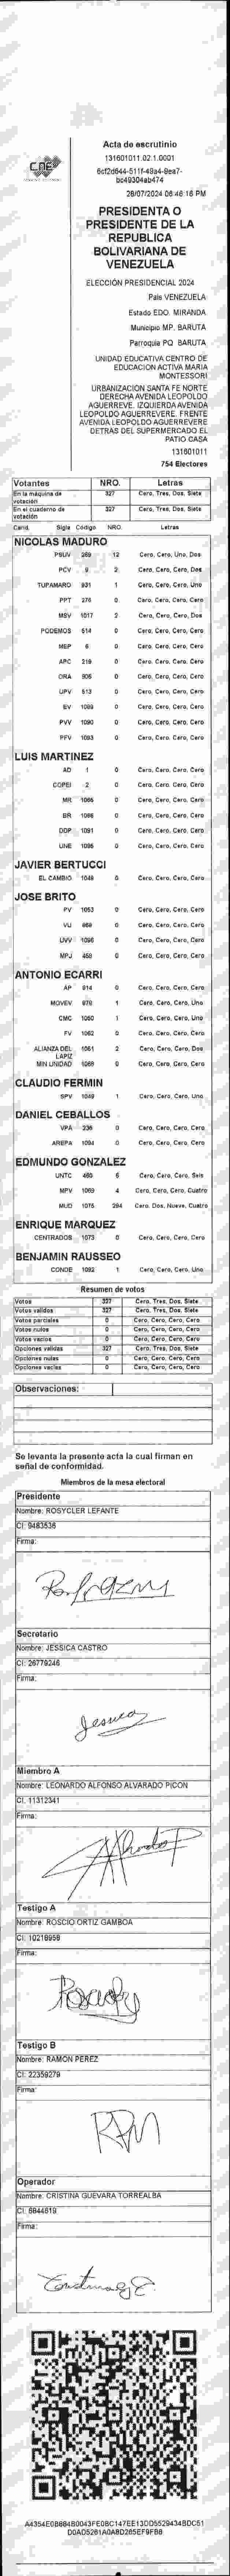 CNE
Acta de escrutinio
131601011.02.1.0001
28/07/2024 06:46:16 PM
PRESIDENTA O
PRESIDENTE DE LA
REPUBLICA
BOLIVARIANA DE
VENEZUELA
ELECCIÓN PRESIDENCIAL 2024
País VENEZUELA
Estado EDO. MIRANDA
Municipio MP. BARUTA
Parroquia PQ. BARUTA
UNIDAD EDUCATIVA CENTRO DE
EDUCACION ACTIVA MARIA
MONTESSORI
URBANIZACIÓN SANTA FE NORTE
DERECHA AVENIDA LEOPOLDO
AGUERREVE. IZQUIERDA AVENIDA
LEOPOLDO AGUERREVERE. FRENTE
AVENIDA LEOPOLDO AGUERREVERE
DETRAS DEL SUPERMERCADO EL
PATIO CASA
131601011
754 Electores
Votantes NRO. Letras
En la máquina de votación 327 Cero, Tres, Dos, Siete
En el cuaderno de votación 327 Cero, Tres, Dos, Siete
Cand. Sigla Código NRO. Letras
NICOLAS MADURO
PSUV 269 12 Cero, Cero, Uno, Dos
PCV 9 2 Cero, Cero, Cero, Dos
TUPAMARO 931 1 Cero, Cero, Cero, Uno
PPT 276 0 Cero, Cero, Cero, Cero
MSV 1017 2 Cero, Cero, Cero, Dos
PODEMOS 514 0 Cero, Cero, Cero, Cero
MEP 6 0 Cero, Cero, Cero, Cero
APC 219 0 Cero, Cero, Cero, Cero
ORA 906 0 Cero, Cero, Cero, Cero
UPV 513 0 Cero, Cero, Cero, Cero
EV 1089 0 Cero, Cero, Cero, Cero
PVV 1090 0 Cero, Cero, Cero, Cero
PFV 1093 0 Cero, Cero, Cero, Cero
LUIS MARTINEZ
AD 1 0 Cero, Cero, Cero, Cero
COPEI 2 0 Cero, Cero, Cero, Cero
MR 1066 0 Cero, Cero, Cero, Cero
BR 1086 0 Cero, Cero, Cero, Cero
DDP 1091 0 Cero, Cero, Cero, Cero
UNE 1095 0 Cero, Cero, Cero, Cero
JAVIER BERTUCCI
EL CAMBIO 1048 0 Cero, Cero, Cero, Cero
JOSE BRITO
PV 1053 0 Cero, Cero, Cero, Cero
VU 869 0 Cero, Cero, Cero, Cero
UVV 1096 0 Cero, Cero, Cero, Cero
MPJ 458 0 Cero, Cero, Cero, Cero
ANTONIO ECARRI
AP 914 0 Cero, Cero, Cero, Cero
MOVEV 978 1 Cero, Cero, Cero, Uno
CMC 1050 1 Cero, Cero, Cero, Uno
FV 1062 0 Cero, Cero, Cero, Cero
ALIANZA DEL LAPIZ 1061 2 Cero, Cero, Cero, Dos
MIN UNIDAD 1068 0 Cero, Cero, Cero, Cero
CLAUDIO FERMIN
SPV 1049 1 Cero, Cero, Cero, Uno
DANIEL CEBALLOS
VPA 336 0 Cero, Cero, Cero, Cero
AREPA 1094 0 Cero, Cero, Cero, Cero
EDMUNDO GONZALEZ
UNTC 460 6 Cero, Cero, Cero, Seis
MPV 1069 4 Cero, Cero, Cero, Cuatro
MUD 1075 294 Cero, Dos, Nueve, Cuatro
ENRIQUE MARQUEZ
CENTRADOS 1073 0 Cero, Cero, Cero, Cero
BENJAMIN RAUSSEO
CONDE 1092 1 Cero, Cero, Cero, Uno
Resumen de votos
Votos 327 Cero, Tres, Dos, Siete
Votos validos 327 Cero, Tres, Dos, Siete
Votos parciales 0 Cero, Cero, Cero, Cero
Votos nulos 0 Cero, Cero, Cero, Cero
Votos vacios 0 Cero, Cero, Cero, Cero
Opciones validas 327 Cero, Tres, Dos, Siete
Opciones nulas 0 Cero, Cero, Cero, Cero
Opciones vacias 0 Cero, Cero, Cero, Cero
Observaciones:
Se levanta la presente acta la cual firman en
señal de conformidad.
Miembros de la mesa electoral
Presidente
Nombre: ROSYCLER LEFANTE
CI: 9483536
Firma:
Secretario
Nombre: JESSICA CASTRO
CI: 26779246
Firma:
Jessica
Miembro A
Nombre: LEONARDO ALFONSO ALVARADO PICON
CI: 11312341
Firma:
Testigo A
Nombre: ROSCIO ORTIZ GAMBOA
CI: 10218958
Firma:
Testigo B
Nombre: RAMON PEREZ
CI: 22359279
Firma:
Operador
Nombre: CRISTINA GUEVARA TORREALBA
CI: 6844619
Firma: